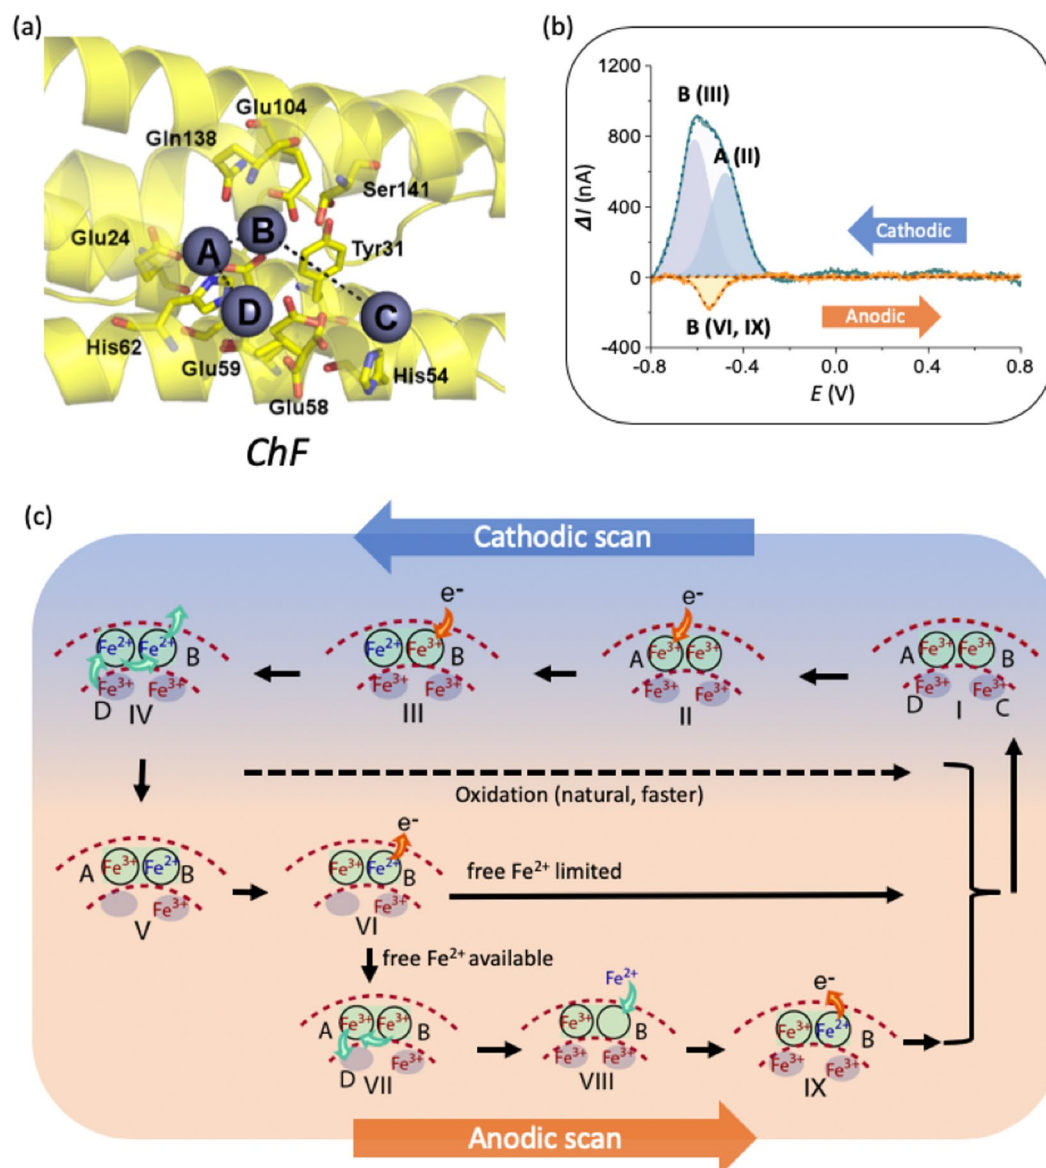 (a)
Glu104
Gln138
Ser141
Glu24
Tyr31
A
B
D
C
His62
Glu59
His54
Glu58
ChF
(b)
1200
800
400
0
-400
ΔI (nA)
B (III)
A (II)
Cathodic
Anodic
B (VI, IX)
-0.8 -0.4 0.0 0.4 0.8
E (V)
(c)
Cathodic scan
e-
e-
Fe2+ Fe2+ B
Fe3+ Fe3+
D IV
Fe2+ Fe3+ B
Fe3+ Fe3+
III
A Fe3+ Fe3+
Fe3+ Fe3+
II
A Fe3+ Fe3+ B
Fe3+ Fe3+
D I C
Oxidation (natural, faster)
A Fe3+ Fe2+ B
Fe3+
V
e-
Fe3+ Fe2+ B
Fe3+
VI
free Fe2+ limited
free Fe2+ available
A Fe3+ Fe3+ B
Fe3+
D VII
Fe2+
Fe3+ B
Fe3+ Fe3+
VIII
e-
Fe3+ Fe2+ B
Fe3+ Fe3+
IX
Anodic scan